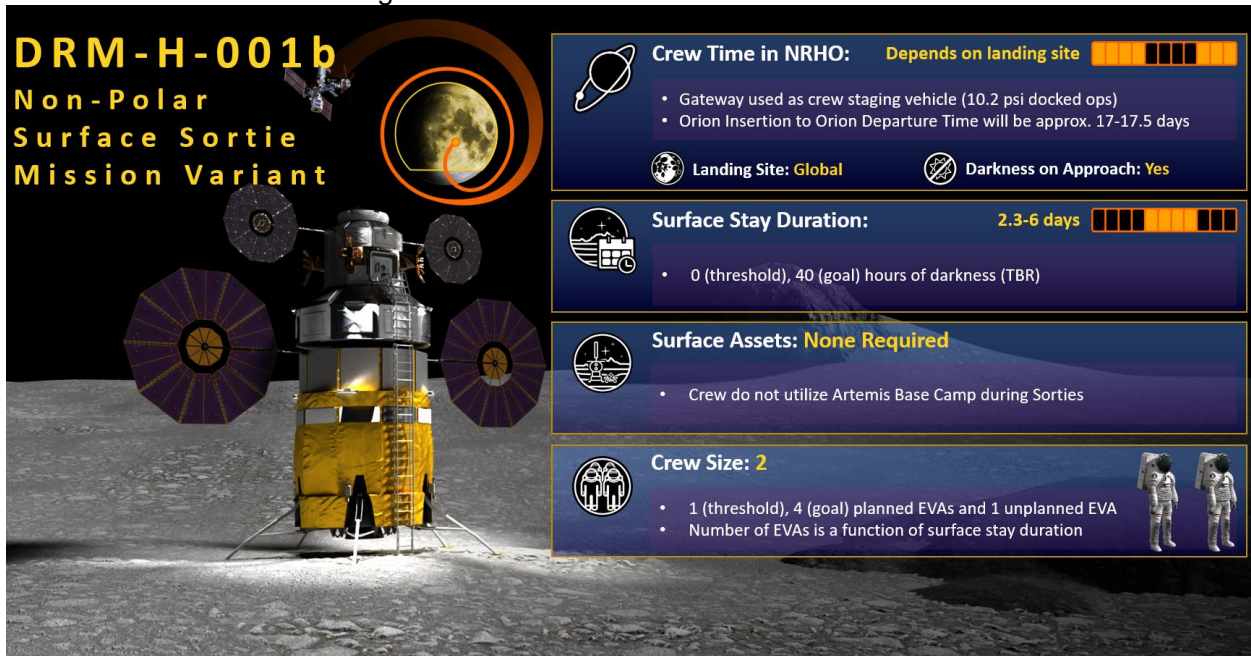 DRM-H-001b
Non-Polar
Surface Sortie
Mission Variant
Crew Time in NRHO: Depends on landing site
• Gateway used as crew staging vehicle (10.2 psi docked ops)
• Orion Insertion to Orion Departure Time will be approx. 17-17.5 days
Landing Site: Global Darkness on Approach: Yes
Surface Stay Duration: 2.3-6 days
• 0 (threshold), 40 (goal) hours of darkness (TBR)
Surface Assets: None Required
• Crew do not utilize Artemis Base Camp during Sorties
Crew Size: 2
• 1 (threshold), 4 (goal) planned EVAs and 1 unplanned EVA
• Number of EVAs is a function of surface stay duration